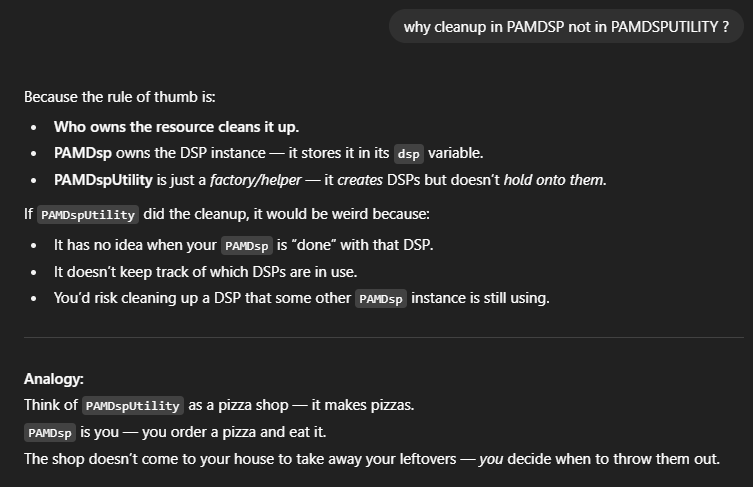 why cleanup in PAMDSP not in PAMDSPUTILITY ?
Because the rule of thumb is:
• Who owns the resource cleans it up.
• PAMDsp owns the DSP instance — it stores it in its dsp variable.
• PAMDspUtility is just a factory/helper — it creates DSPs but doesn't hold onto them.
If PAMDspUtility did the cleanup, it would be weird because:
• It has no idea when your PAMDsp is "done" with that DSP.
• It doesn't keep track of which DSPs are in use.
• You'd risk cleaning up a DSP that some other PAMDsp instance is still using.
Analogy:
Think of PAMDspUtility as a pizza shop — it makes pizzas.
PAMDsp is you — you order a pizza and eat it.
The shop doesn't come to your house to take away your leftovers — you decide when to throw them out.